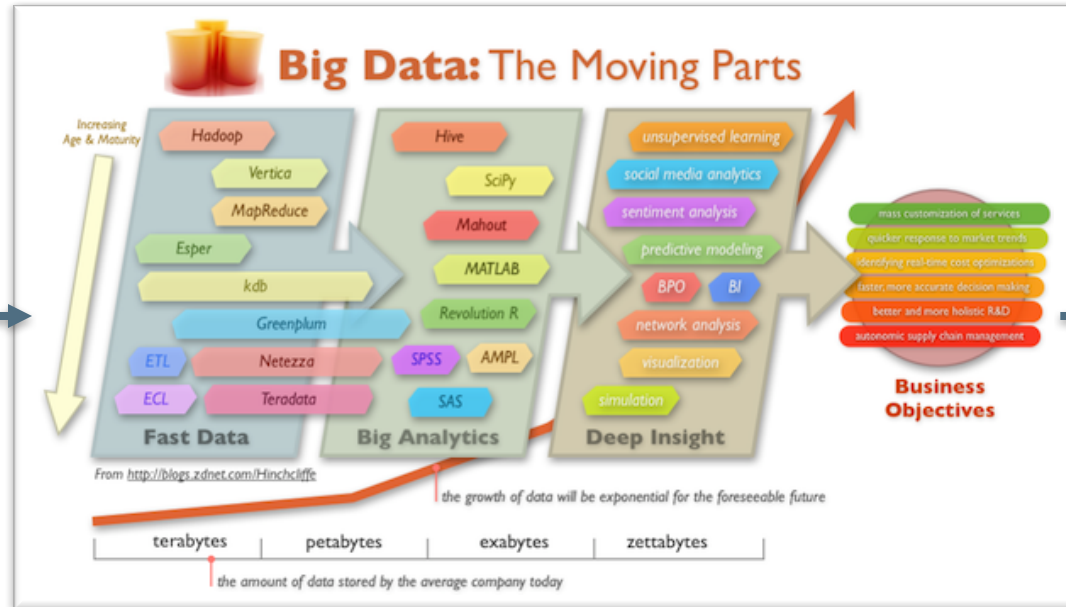 Big Data: The Moving Parts
Increasing
Age & Maturity
Hadoop
Vertica
MapReduce
Esper
kdb
Greenplum
ETL
Netezza
ECL
Teradata
Fast Data
Hive
SciPy
Mahout
MATLAB
Revolution R
SPSS
AMPL
SAS
Big Analytics
unsupervised learning
social media analytics
sentiment analysis
predictive modeling
BPO
BI
network analysis
visualization
simulation
Deep Insight
mass customization of services
quicker response to market trends
identifying real-time cost optimizations
faster, more accurate decision making
better and more holistic R&D
autonomic supply chain management
Business
Objectives
From http://blogs.zdnet.com/Hinchcliffe
the growth of data will be exponential for the foreseeable future
terabytes
petabytes
exabytes
zettabytes
the amount of data stored by the average company today